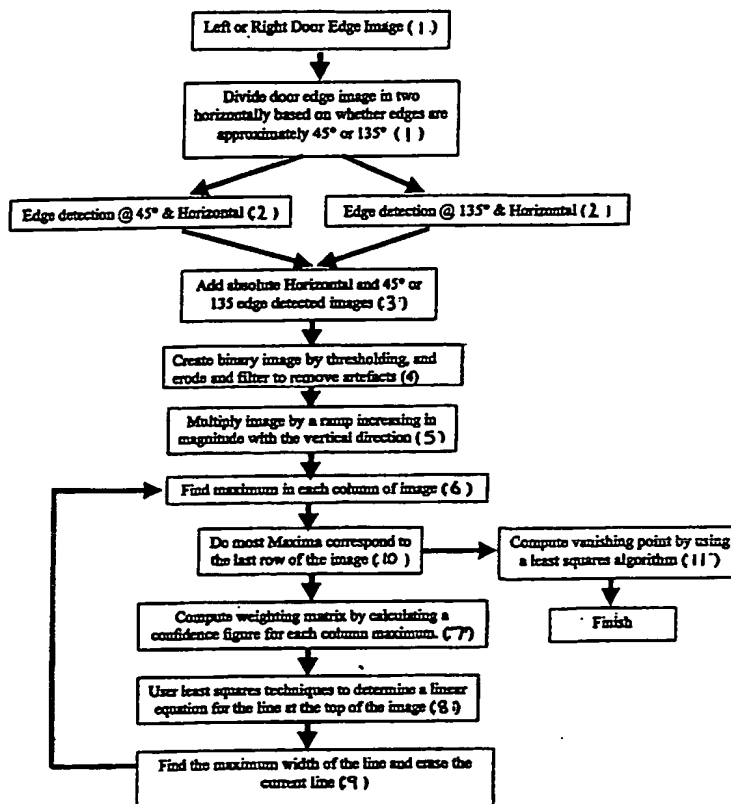 Left or Right Door Edge Image (1.)
Divide door edge image in two
horizontally based on whether edges are
approximately 45° or 135° (1)
Edge detection @ 45° & Horizontal (2)
Edge detection @ 135° & Horizontal (2)
Add absolute Horizontal and 45° or
135 edge detected images (3)
Create binary image by thresholding, and
erode and filter to remove artefacts (4)
Multiply image by a ramp increasing in
magnitude with the vertical direction (5)
Find maximum in each column of image (6)
Do most Maxima correspond to
the last row of the image (10)
Compute vanishing point by using
a least squares algorithm (11)
Compute weighting matrix by calculating a
confidence figure for each column maximum. (7)
Finish
User least squares techniques to determine a linear
equation for the line at the top of the image (8)
Find the maximum width of the line and erase the
current line (9)